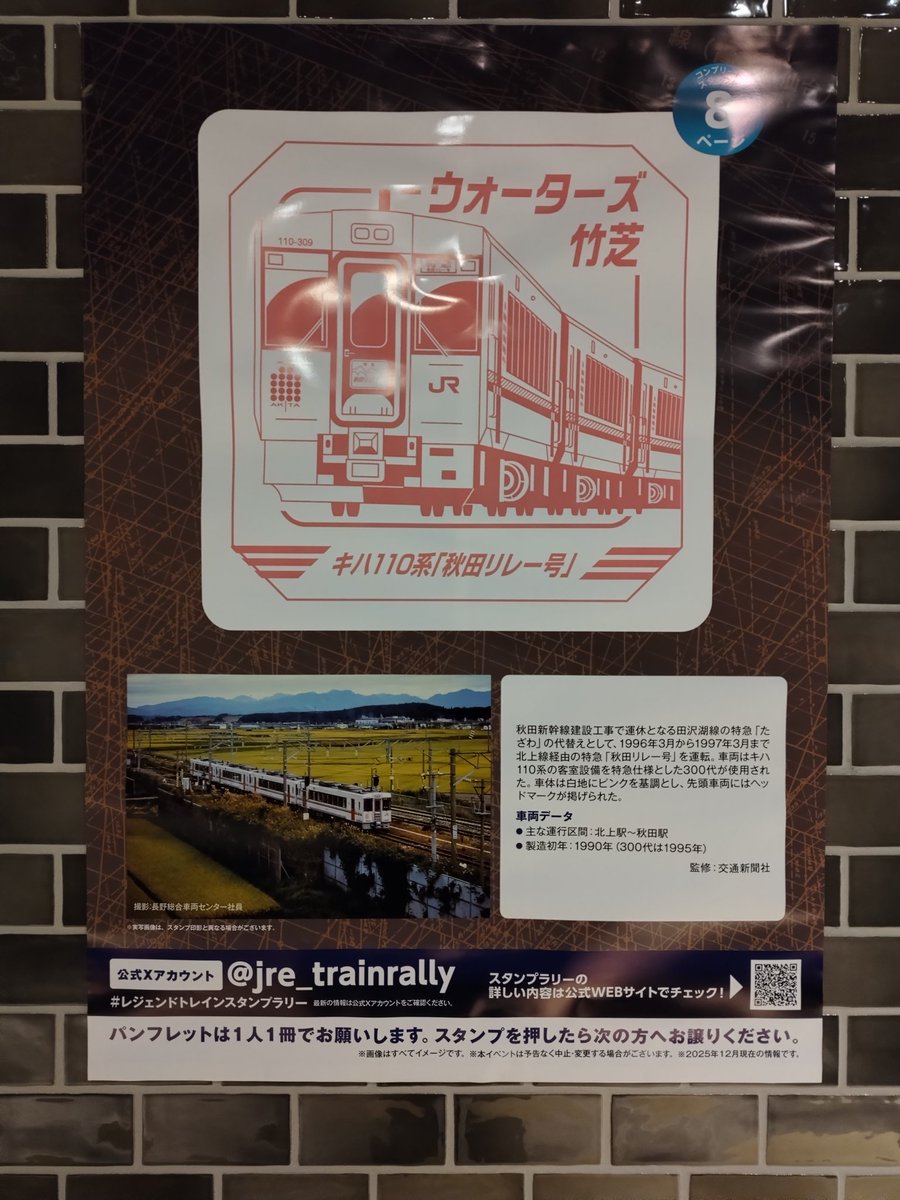 コンプリート
8
ページ
ウォーターズ
竹芝
110-309
AKITA
JR
キハ110系「秋田リレー号」
秋田新幹線建設工事で運休となる田沢湖線の特急「た
ざわ」の代替えとして、1996年3月から1997年3月まで
北上線経由の特急「秋田リレー号」を運転。車両はキハ
110系の客室設備を特急仕様とした300代が使用され
た。車体は白地にピンクを基調とし、先頭車両にはヘッ
ドマークが掲げられた。
車両データ
● 主な運行区間：北上駅～秋田駅
● 製造初年：1990年（300代は1995年）
監修：交通新聞社
撮影:長野総合車両センター社員
※実写画像は、スタンプ印影と異なる場合がございます。
公式Xアカウント @jre_trainrally
#レジェンドトレインスタンプラリー 最新の情報は公式Xアカウントをご確認ください。
スタンプラリーの
詳しい内容は公式WEBサイトでチェック！
パンフレットは1人1冊でお願いします。スタンプを押したら次の方へお譲りください。
※画像はすべてイメージです。※本イベントは予告なく中止・変更する場合がございます。※2025年12月現在の情報です。